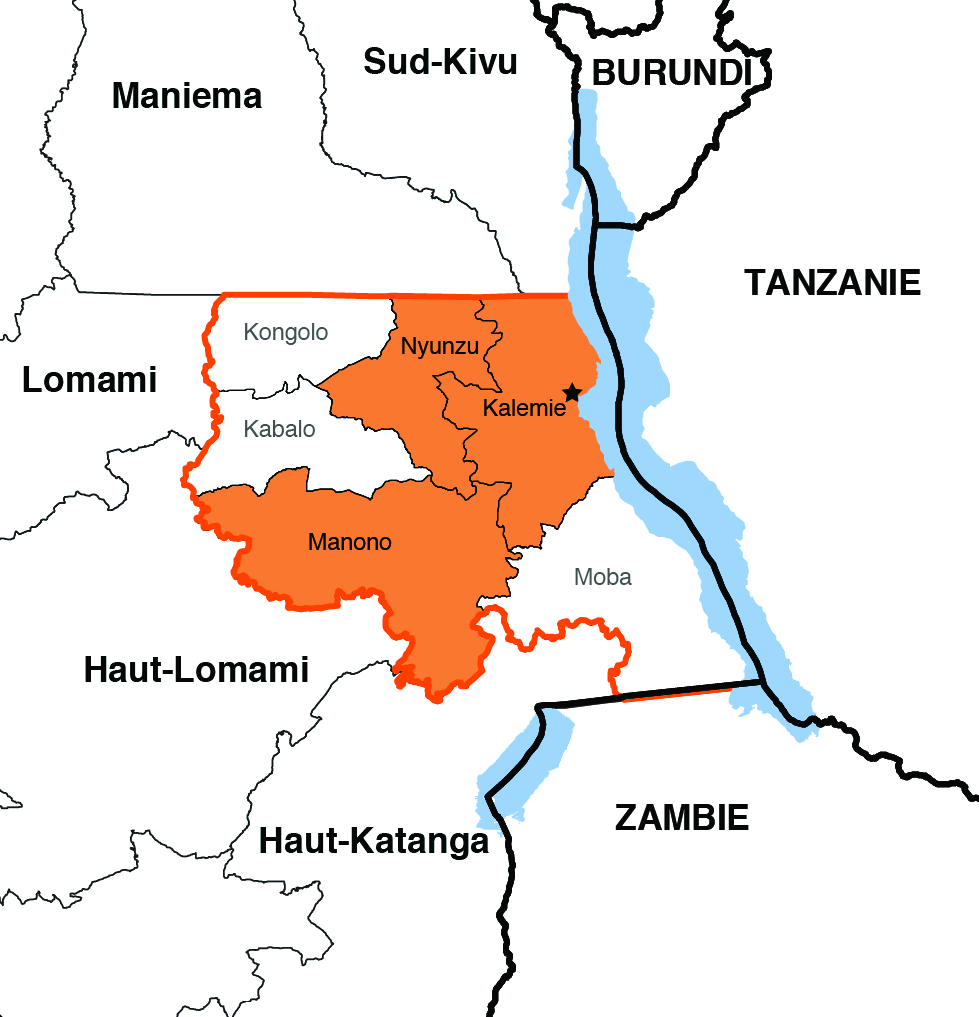 Sud-Kivu
BURUNDI
Maniema
TANZANIE
Kongolo
Nyunzu
Lomami
Kalemie
Kabalo
Manono
Moba
Haut-Lomami
ZAMBIE
Haut-Katanga